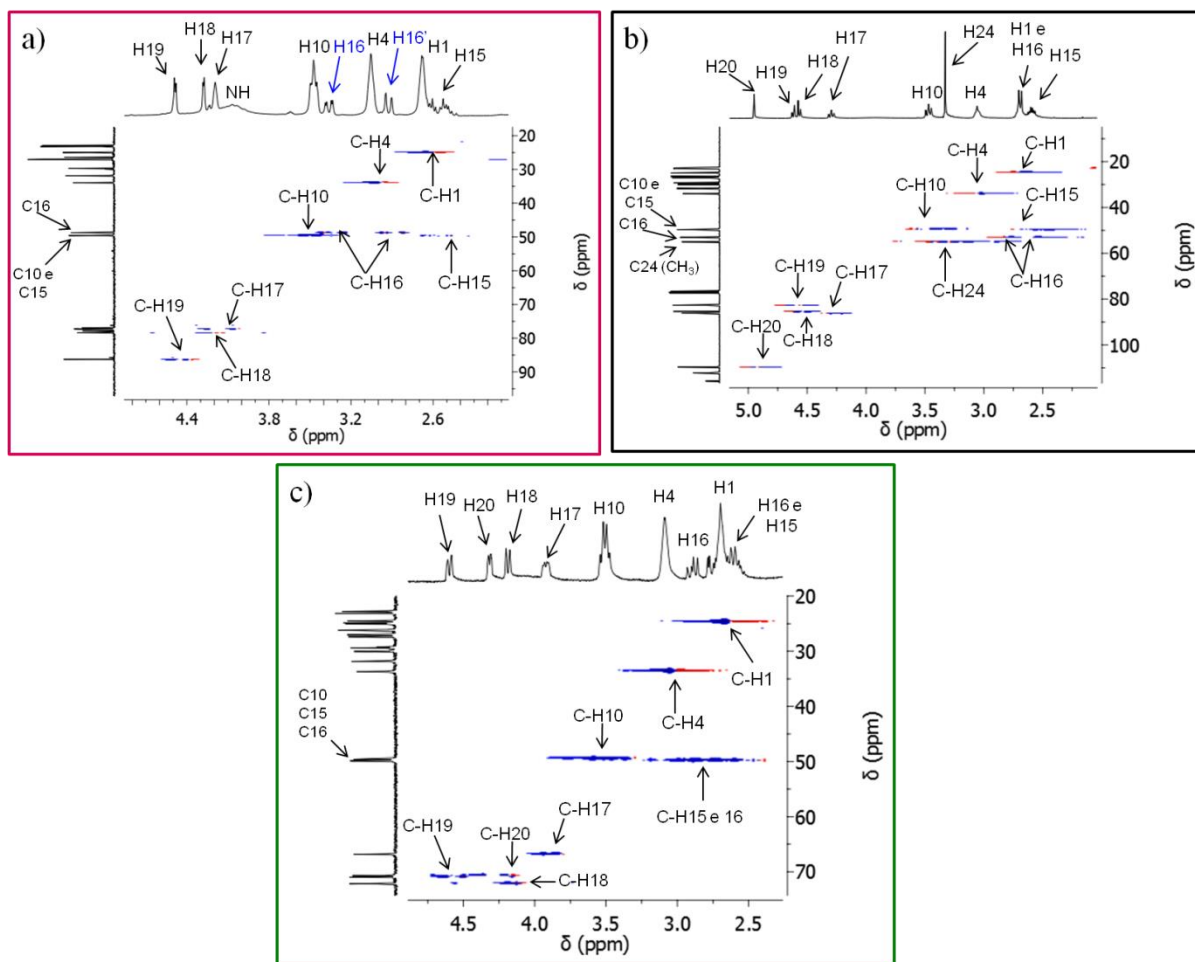 a)
H19
H18
H17
NH
H10
H16
H4
H16'
H1
H15
C-H4
C-H1
C-H10
C-H16
C-H15
C-H19
C-H17
C-H18
C16
C10 e
C15
20
30
40
50
60
70
80
90
δ (ppm)
4.4
3.8
3.2
2.6
δ (ppm)
b)
H20
H19
H18
H17
H24
H10
H4
H1 e
H16
H15
C-H1
C-H4
C-H10
C-H15
C10 e
C15
C16
C24 (CH₃)
C-H16
C-H24
C-H19
C-H17
C-H20
C-H18
20
40
60
80
100
δ (ppm)
5.0
4.5
4.0
3.5
3.0
2.5
δ (ppm)
c)
H19
H20
H18
H17
H10
H4
H16
H1
H16 e
H15
C-H1
C-H4
C-H10
C10
C15
C16
C-H15 e 16
C-H17
C-H19
C-H20
C-H18
20
30
40
50
60
70
δ (ppm)
4.5
4.0
3.5
3.0
2.5
δ (ppm)